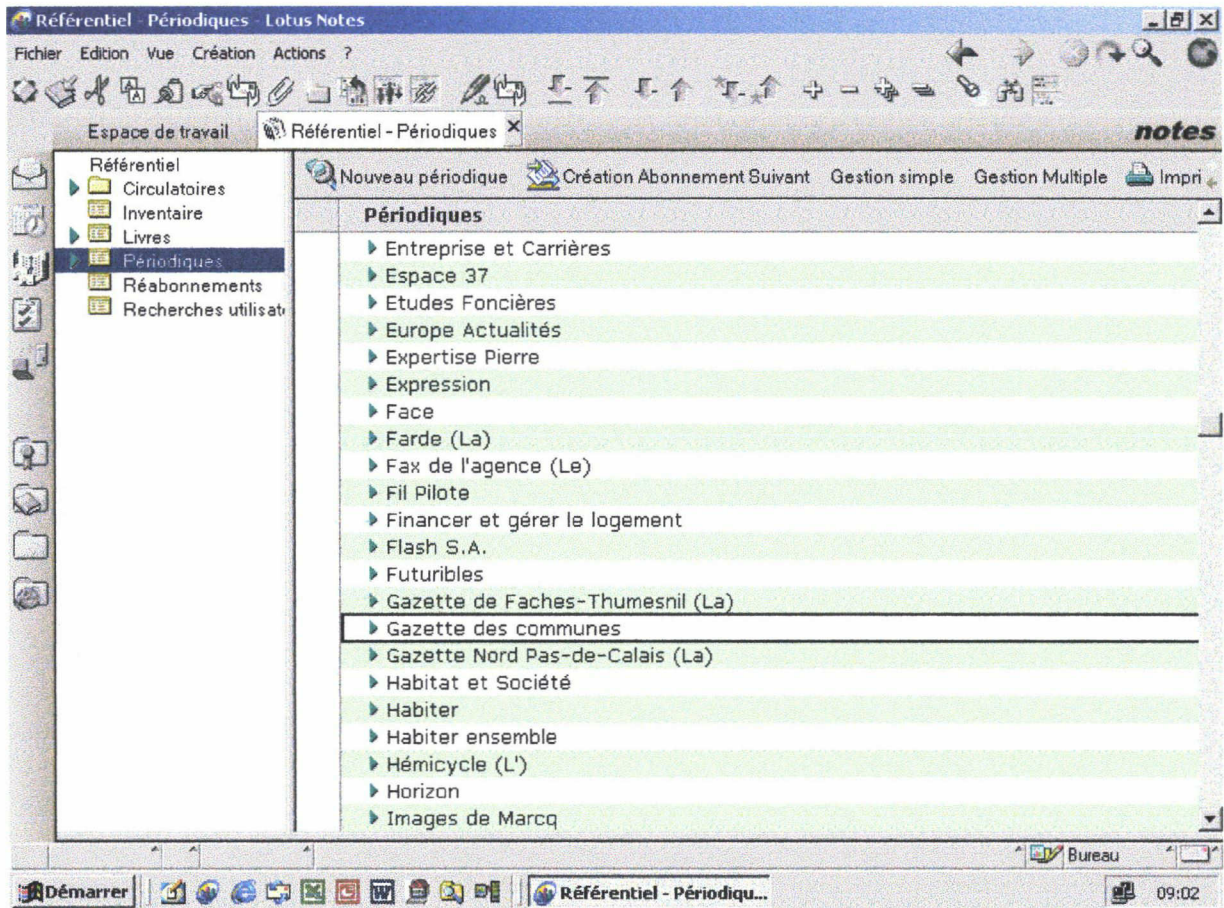 Référentiel - Périodiques - Lotus Notes
Fichier Edition Vue Création Actions ?
Espace de travail Référentiel - Périodiques
notes
Référentiel
Circulatoires
Inventaire
Livres
Périodiques
Réabonnements
Recherches utilisat
Nouveau périodique Création Abonnement Suivant Gestion simple Gestion Multiple Impri
Périodiques
Entreprise et Carrières
Espace 37
Etudes Foncières
Europe Actualités
Expertise Pierre
Expression
Face
Farde (La)
Fax de l'agence (Le)
Fil Pilote
Financer et gérer le logement
Flash S.A.
Futuribles
Gazette de Faches-Thumesnil (La)
Gazette des communes
Gazette Nord Pas-de-Calais (La)
Habitat et Société
Habiter
Habiter ensemble
Hémicycle (L')
Horizon
Images de Marcq
Bureau
Démarrer Référentiel - Périodiqu... 09:02